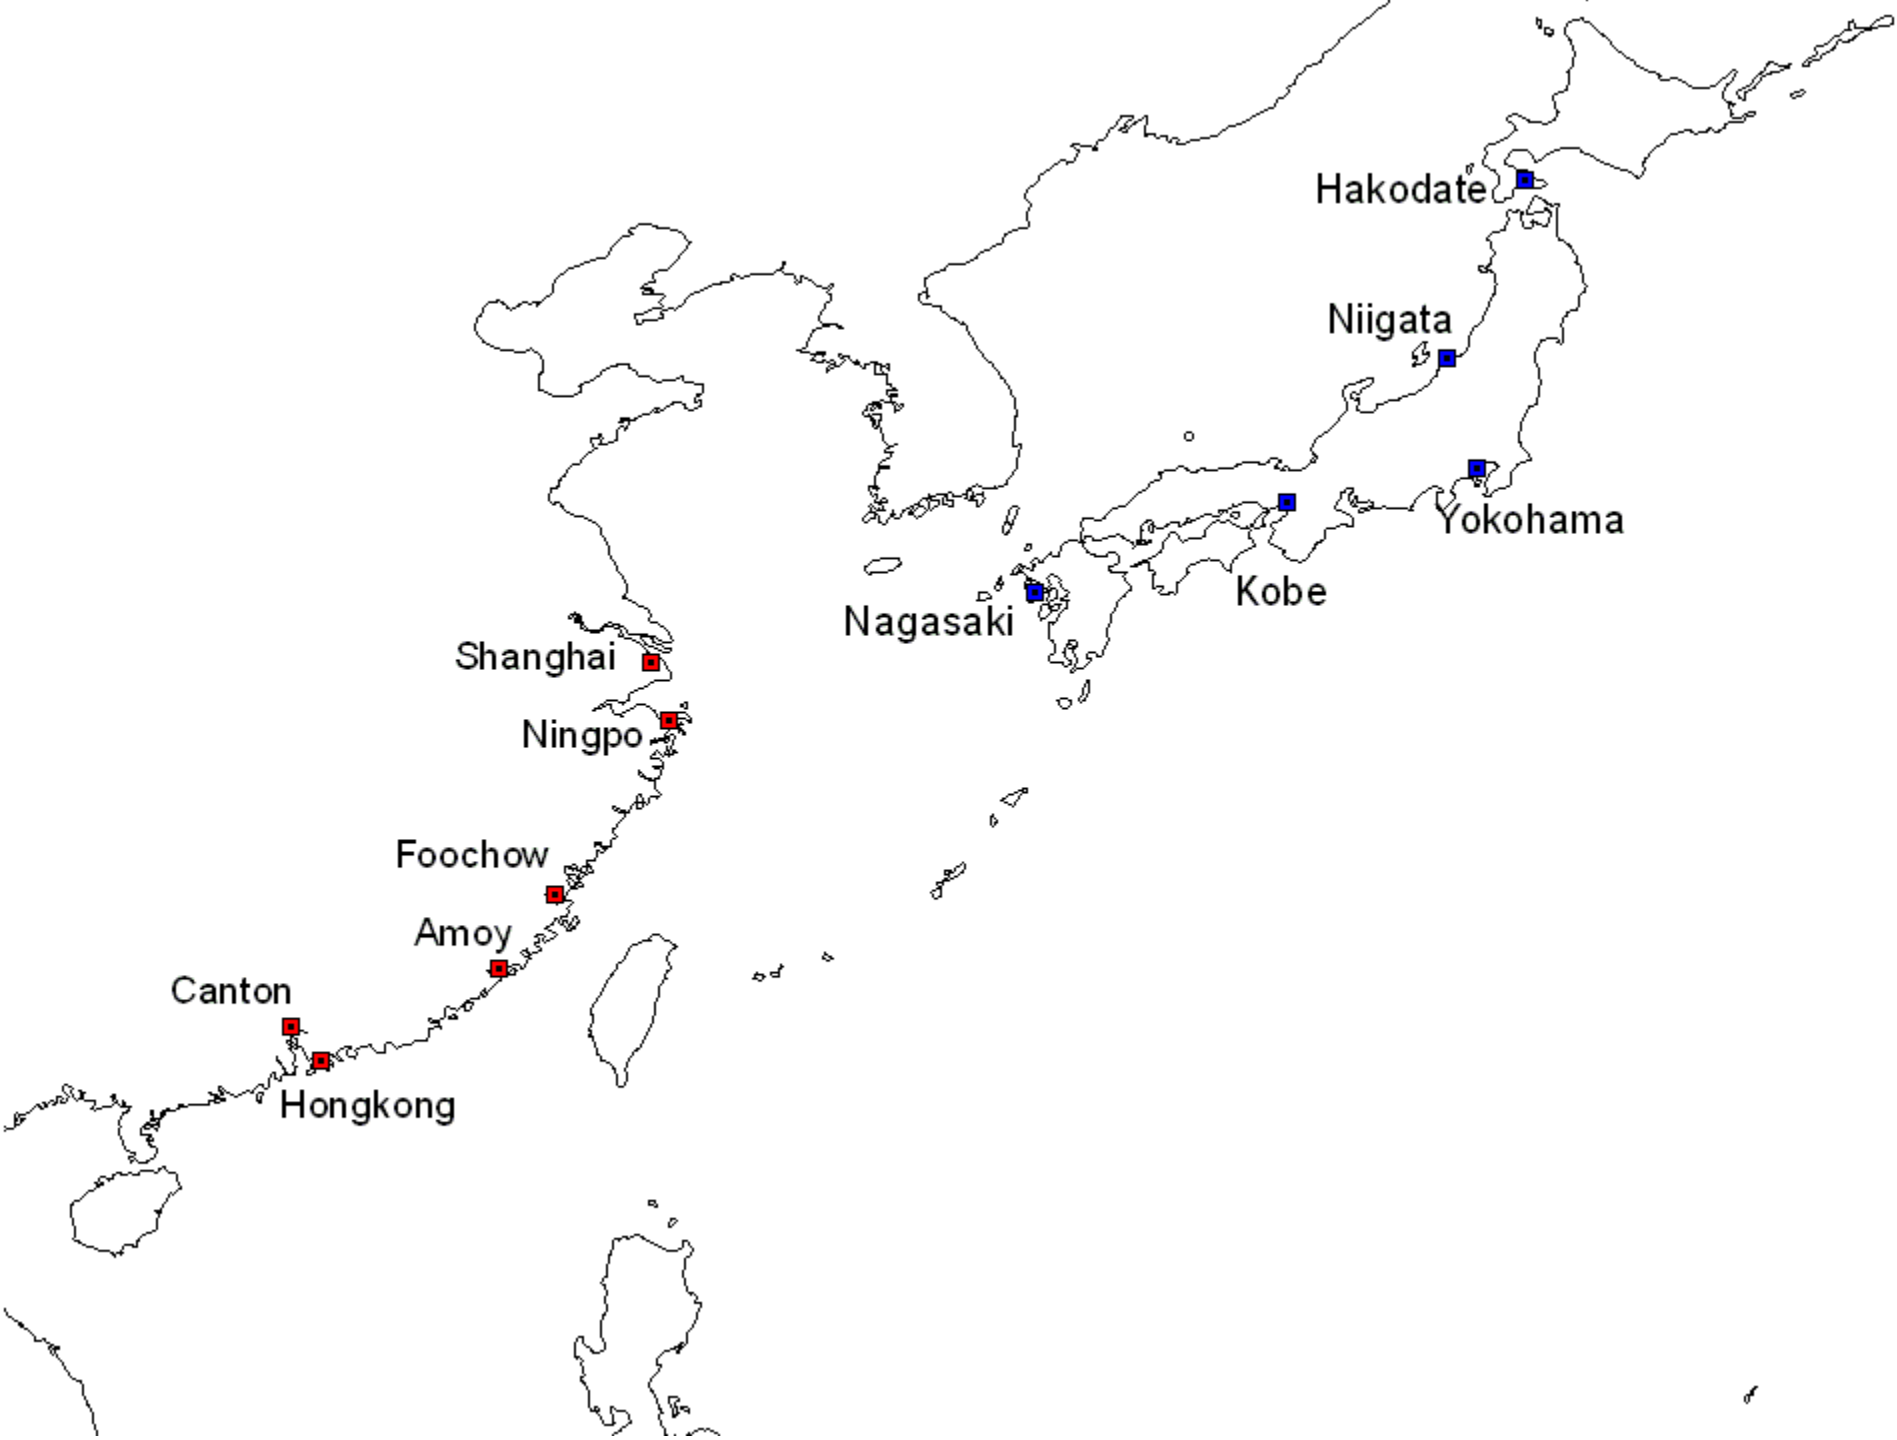 Hakodate
Niigata
Yokohama
Kobe
Nagasaki
Shanghai
Ningpo
Foochow
Amoy
Canton
Hongkong